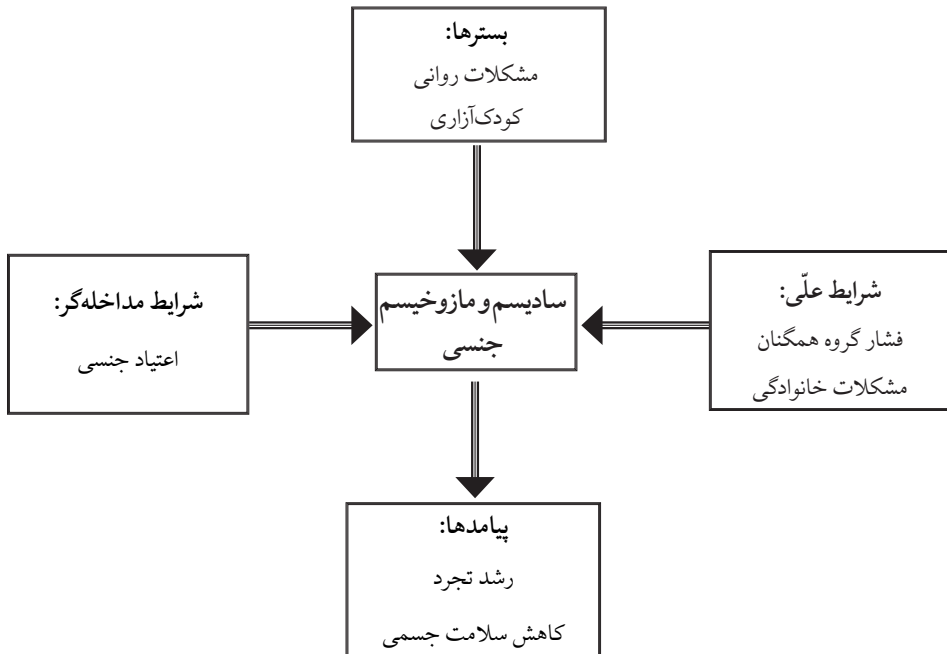 بسترها:
مشکلات روانی
کودک‌آزاری
شرایط علّی:
فشار گروه همگنان
مشکلات خانوادگی
سادیسم و مازوخیسم
جنسی
شرایط مداخله‌گر:
اعتیاد جنسی
پیامدها:
رشد تجرد
کاهش سلامت جسمی